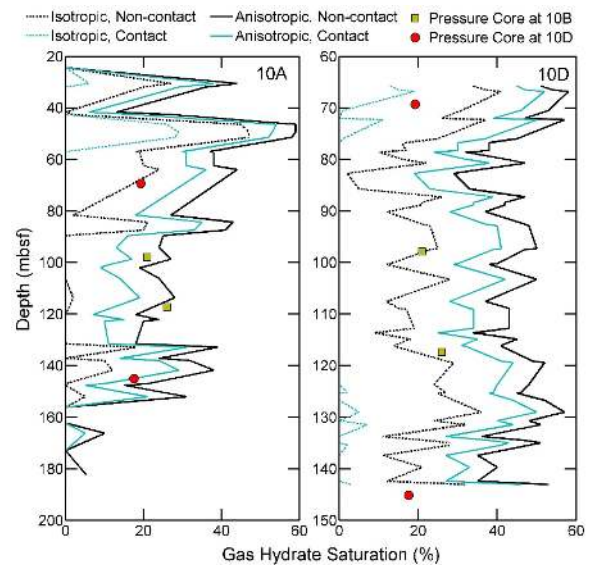 Isotropic, Non-contact Anisotropic, Non-contact Pressure Core at 10B
Isotropic, Contact Anisotropic, Contact Pressure Core at 10D
10A
10D
20
40
60
80
100
120
140
160
180
200
0 20 40 60
60
70
80
90
100
110
120
130
140
150
0 20 40 60
Depth (mbsf)
Gas Hydrate Saturation (%)